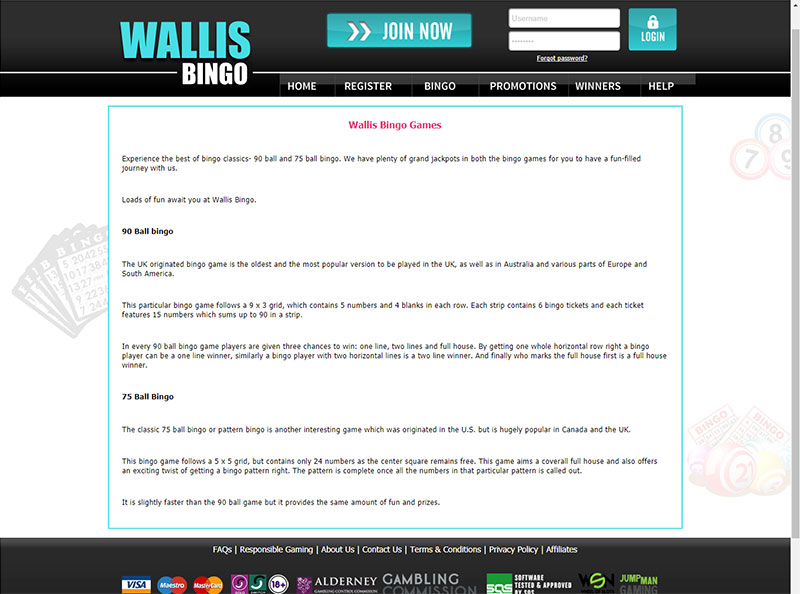 WALLIS
BINGO
JOIN NOW
Username
········
LOGIN
Forgot password?
HOME REGISTER BINGO PROMOTIONS WINNERS HELP
Wallis Bingo Games
Experience the best of bingo classics- 90 ball and 75 ball bingo. We have plenty of grand jackpots in both the bingo games for you to have a fun-filled
journey with us.
Loads of fun await you at Wallis Bingo.
90 Ball bingo
The UK originated bingo game is the oldest and the most popular version to be played in the UK, as well as in Australia and various parts of Europe and
South America.
This particular bingo game follows a 9 x 3 grid, which contains 5 numbers and 4 blanks in each row. Each strip contains 6 bingo tickets and each ticket
features 15 numbers which sums up to 90 in a strip.
In every 90 ball bingo game players are given three chances to win: one line, two lines and full house. By getting one whole horizontal row right a bingo
player can be a one line winner, similarly a bingo player with two horizontal lines is a two line winner. And finally who marks the full house first is a full house
winner.
75 Ball Bingo
The classic 75 ball bingo or pattern bingo is another interesting game which was originated in the U.S. but is hugely popular in Canada and the UK.
This bingo game follows a 5 x 5 grid, but contains only 24 numbers as the center square remains free. This game aims a coverall full house and also offers
an exciting twist of getting a bingo pattern right. The pattern is complete once all the numbers in that particular pattern is called out.
It is slightly faster than the 90 ball game but it provides the same amount of fun and prizes.
8
7
9
BINGO
BINGO
21
FAQs | Responsible Gaming | About Us | Contact Us | Terms & Conditions | Privacy Policy | Affiliates
VISA Maestro MasterCard SOLO 18+ ALDERNEY GAMBLING SQS SOFTWARE WSN JUMPMAN
GAMBLING CONTROL COMMISSION COMMISSION TESTED & APPROVED GAMING
BY SQS